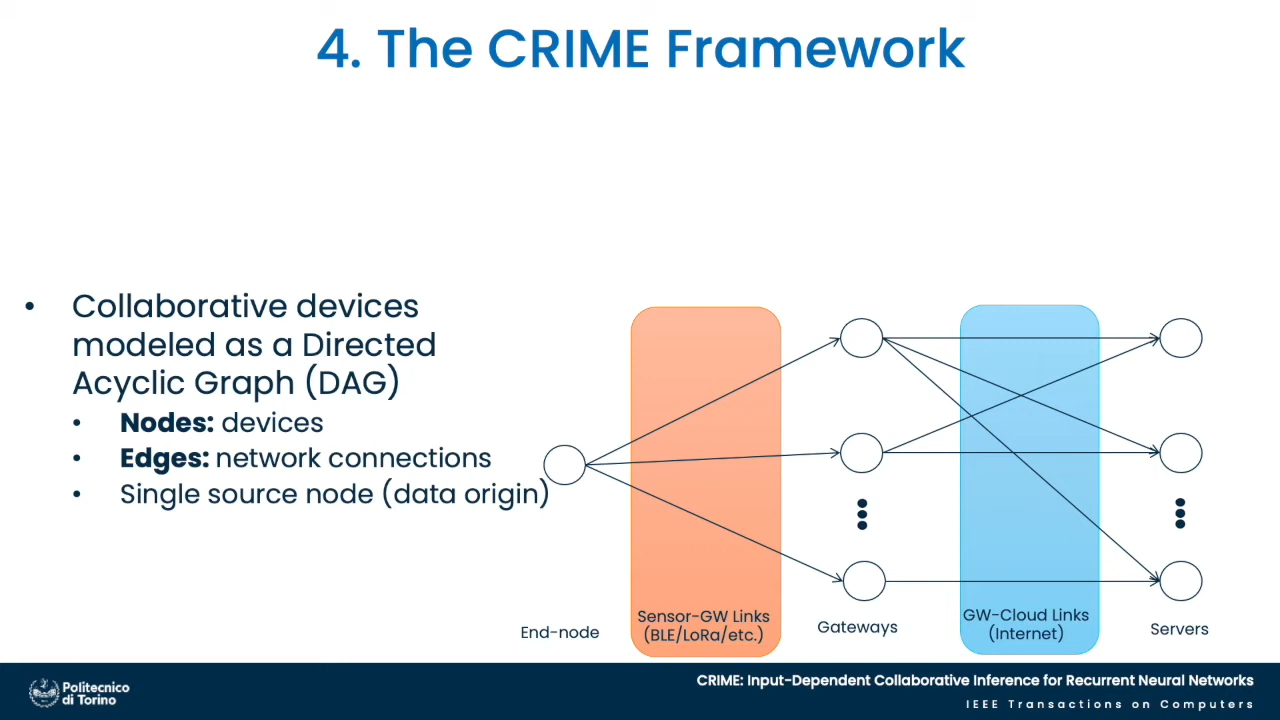 4. The CRIME Framework
• Collaborative devices
modeled as a Directed
Acyclic Graph (DAG)
• Nodes: devices
• Edges: network connections
• Single source node (data origin)
End-node
Sensor-GW Links
(BLE/LoRa/etc.)
Gateways
GW-Cloud Links
(Internet)
Servers
Politecnico
di Torino
CRIME: Input-Dependent Collaborative Inference for Recurrent Neural Networks
IEEE Transactions on Computers